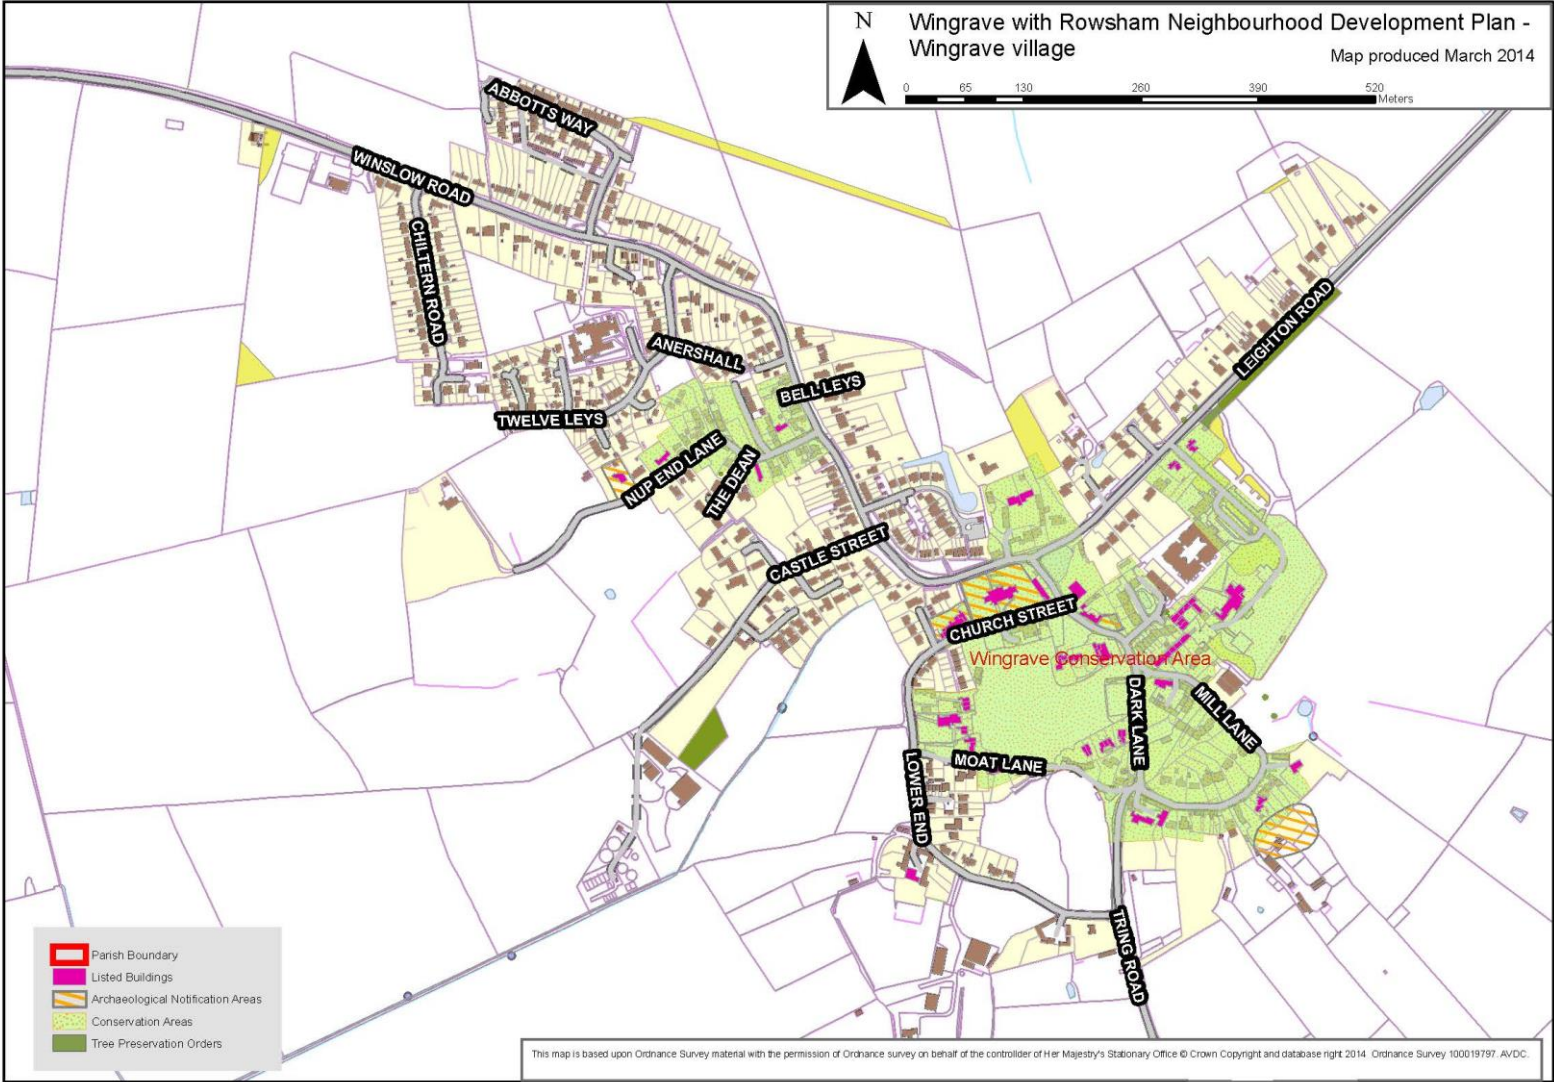 N
Wingrave with Rowsham Neighbourhood Development Plan -
Wingrave village
Map produced March 2014
0 65 130 260 390 520
Meters
ABBOTTS WAY
WINSLOW ROAD
CHILTERN ROAD
LEIGHTON ROAD
ANERSHALL
BELL LEYS
TWELVE LEYS
NUP END LANE
THE DEAN
CASTLE STREET
CHURCH STREET
Wingrave Conservation Area
DARK LANE
MILL LANE
MOAT LANE
LOWER END
TRING ROAD
Parish Boundary
Listed Buildings
Archaeological Notification Areas
Conservation Areas
Tree Preservation Orders
This map is based upon Ordnance Survey material with the permission of Ordnance survey on behalf of the controllder of Her Majesty's Stationary Office © Crown Copyright and database right 2014 Ordnance Survey 100019797. AVDC.